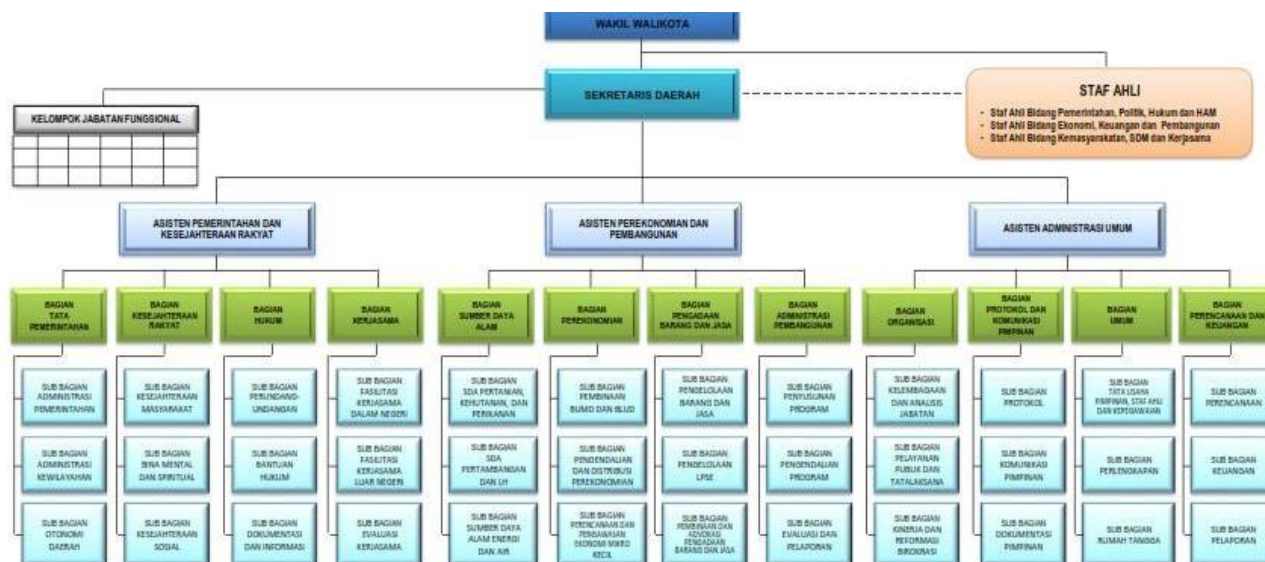 WAKIL WALIKOTA
SEKRETARIS DAERAH
STAF AHLI
- Staf Ahli Bidang Pemerintahan, Politik, Hukum dan HAM
- Staf Ahli Bidang Ekonomi, Keuangan dan Pembangunan
- Staf Ahli Bidang Kemasyarakatan, SDM dan Kerjasama
KELOMPOK JABATAN FUNGSIONAL
ASISTEN PEMERINTAHAN DAN
KESEJAHTERAAN RAKYAT
ASISTEN PEREKONOMIAN DAN
PEMBANGUNAN
ASISTEN ADMINISTRASI UMUM
BAGIAN
TATA
PEMERINTAHAN
BAGIAN
KESEJAHTERAAN
RAKYAT
BAGIAN
HUKUM
BAGIAN
KERJASAMA
BAGIAN
SUMBER DAYA
ALAM
BAGIAN
PEREKONOMIAN
BAGIAN
PENGADAAN
BARANG DAN JASA
BAGIAN
ADMINISTRASI
PEMBANGUNAN
BAGIAN
ORGANISASI
BAGIAN
PROTOKOL DAN
KOMUNIKASI
PIMPINAN
BAGIAN
UMUM
BAGIAN
PERENCANAAN DAN
KEUANGAN
SUB BAGIAN
ADMINISTRASI
PEMERINTAHAN
SUB BAGIAN
KESEJAHTERAAN
MASYARAKAT
SUB BAGIAN
PERUNDANG-
UNDANGAN
SUB BAGIAN
FASILITASI
KERJASAMA
DALAM NEGERI
SUB BAGIAN
SDA PERTANIAN,
KEHUTANAN, DAN
PERIKANAN
SUB BAGIAN
PEMBINAAN
BUMD DAN BLUD
SUB BAGIAN
PENGELOLAAN
BARANG DAN
JASA
SUB BAGIAN
PENYUSUNAN
PROGRAM
SUB BAGIAN
KELEMBAGAAN
DAN ANALISIS
JABATAN
SUB BAGIAN
PROTOKOL
SUB BAGIAN
TATA USAHA
PIMPINAN, STAF AHLI
DAN KEPEGAWAIAN
SUB BAGIAN
PERENCANAAN
SUB BAGIAN
ADMINISTRASI
KEWILAYAHAN
SUB BAGIAN
BINA MENTAL
DAN SPIRITUAL
SUB BAGIAN
BANTUAN
HUKUM
SUB BAGIAN
FASILITASI
KERJASAMA
LUAR NEGERI
SUB BAGIAN
SDA
PERTAMBANGAN
DAN LH
SUB BAGIAN
PENGENDALIAN
DAN DISTRIBUSI
PEREKONOMIAN
SUB BAGIAN
PENGELOLAAN
LPSE
SUB BAGIAN
PENGENDALIAN
PROGRAM
SUB BAGIAN
PELAYANAN
PUBLIK DAN
TATALAKSANA
SUB BAGIAN
KOMUNIKASI
PIMPINAN
SUB BAGIAN
PERLENGKAPAN
SUB BAGIAN
KEUANGAN
SUB BAGIAN
OTONOMI
DAERAH
SUB BAGIAN
KESEJAHTERAAN
SOSIAL
SUB BAGIAN
DOKUMENTASI
DAN INFORMASI
SUB BAGIAN
EVALUASI
KERJASAMA
SUB BAGIAN
SUMBER DAYA
ALAM ENERGI
DAN AIR
SUB BAGIAN
PERENCANAAN DAN
PENGAWASAN
EKONOMI MIKRO
KECIL
SUB BAGIAN
PEMBINAAN DAN
ADVOKASI
PENGADAAN
BARANG DAN JASA
SUB BAGIAN
EVALUASI DAN
PELAPORAN
SUB BAGIAN
KINERJA DAN
REFORMASI
BIROKRASI
SUB BAGIAN
DOKUMENTASI
PIMPINAN
SUB BAGIAN
RUMAH TANGGA
SUB BAGIAN
PELAPORAN